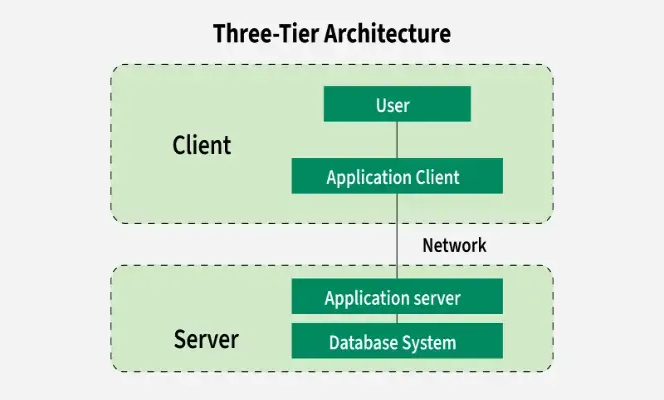 Three-Tier Architecture
User
Client
Application Client
Network
Application server
Server
Database System